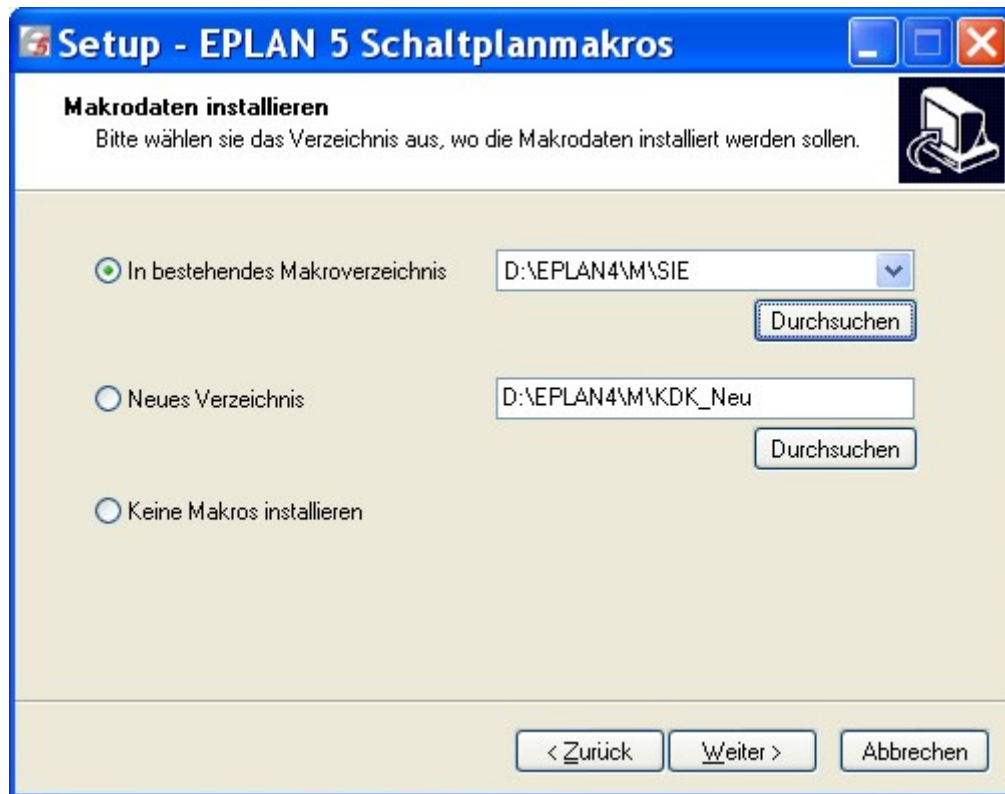 Setup - EPLAN 5 Schaltplanmakros
Makrodaten installieren
Bitte wählen sie das Verzeichnis aus, wo die Makrodaten installiert werden sollen.
In bestehendes Makroverzeichnis D:\EPLAN4\M\SIE
Durchsuchen
Neues Verzeichnis D:\EPLAN4\M\KDK_Neu
Durchsuchen
Keine Makros installieren
< Zurück Weiter > Abbrechen